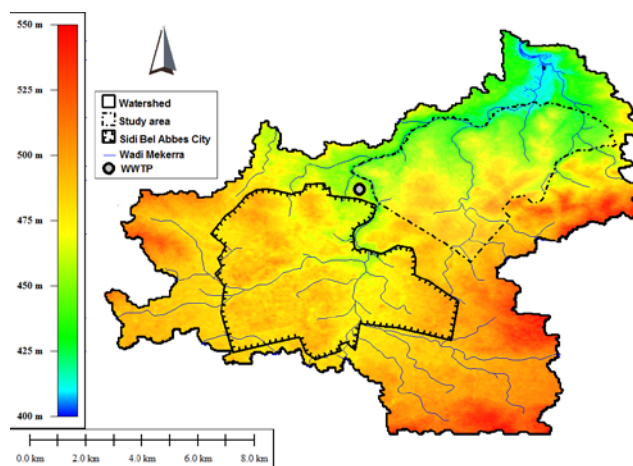 550 m
525 m
500 m
475 m
450 m
425 m
400 m
Watershed
Study area
Sidi Bel Abbes City
Wadi Mekerra
WWTP
0.0 km 2.0 km 4.0 km 6.0 km 8.0 km